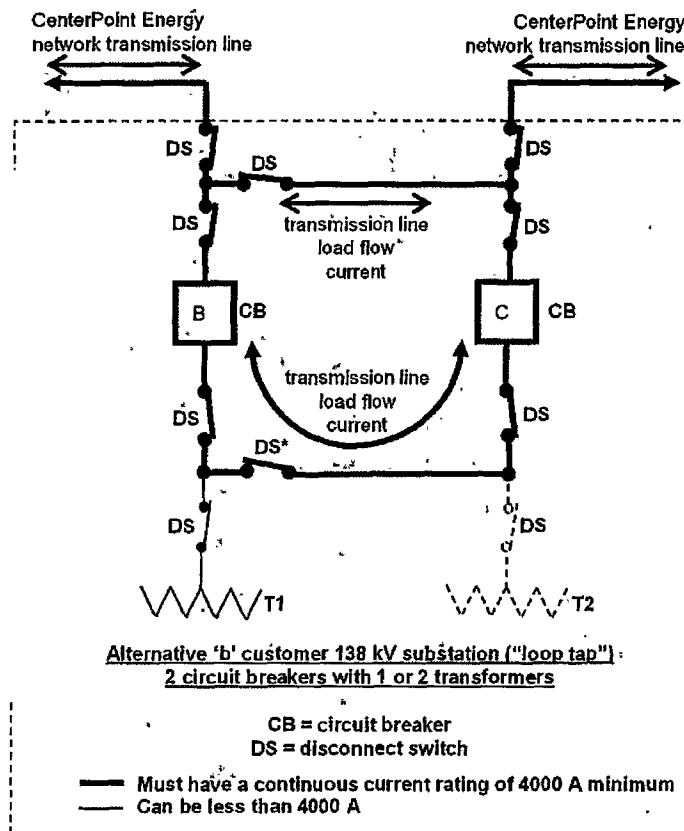 CenterPoint Energy
network transmission line
CenterPoint Energy
network transmission line
DS
DS
DS
DS
transmission line
load flow
current
DS
B
CB
C
CB
transmission line
load flow
current
DS
DS
DS*
DS
DS
T1
T2
Alternative 'b' customer 138 kV substation ("loop tap")
2 circuit breakers with 1 or 2 transformers
CB = circuit breaker
DS = disconnect switch
Must have a continuous current rating of 4000 A minimum
Can be less than 4000 A